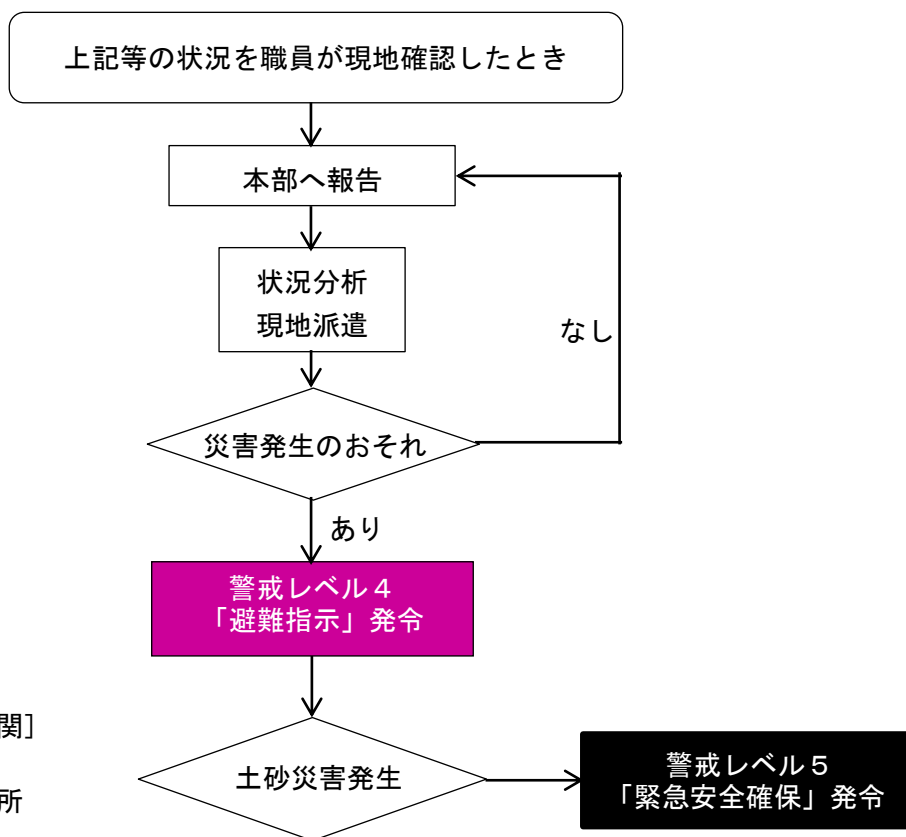 上記等の状況を職員が現地確認したとき
本部へ報告
状況分析
現地派遣
なし
災害発生のおそれ
あり
警戒レベル４
「避難指示」発令
関］
土砂災害発生
警戒レベル５
「緊急安全確保」発令
所